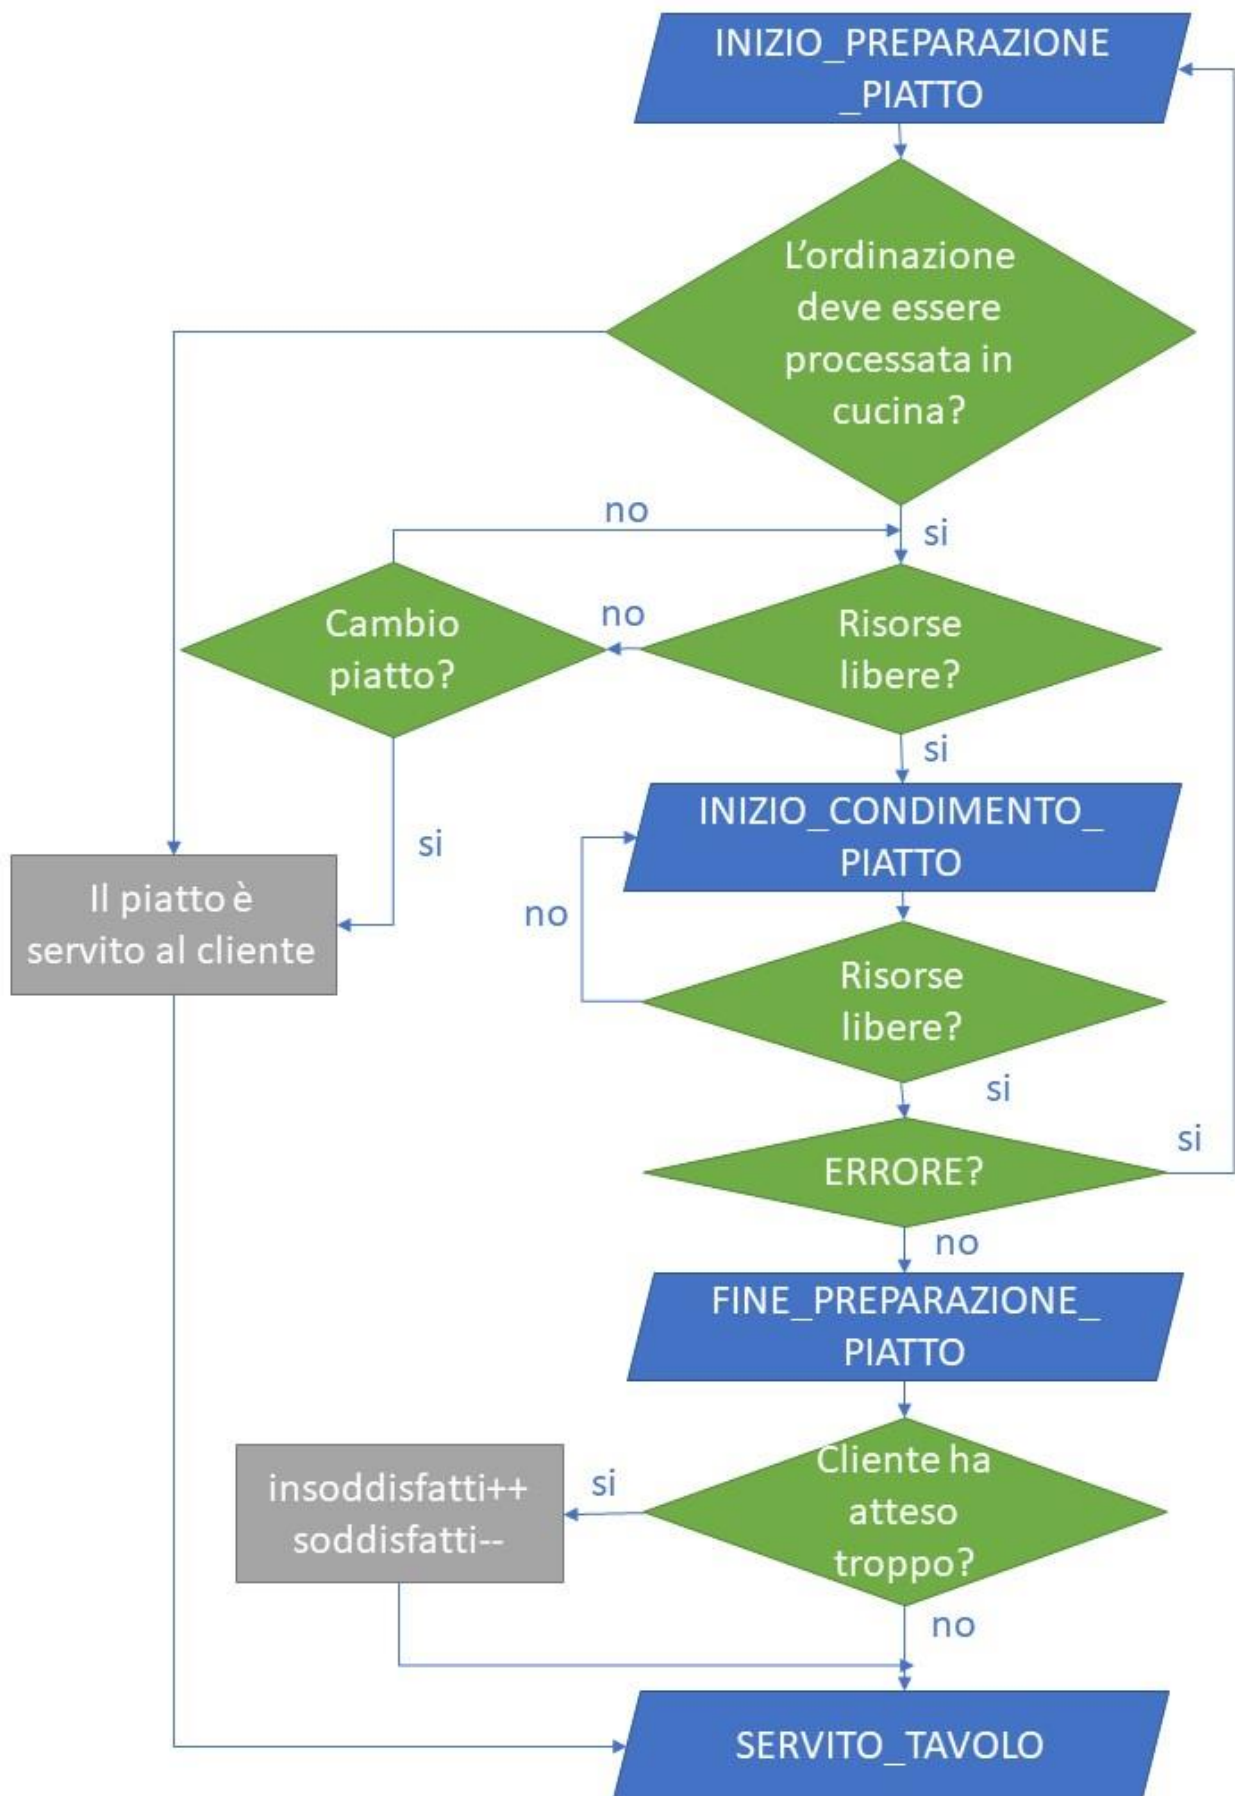 INIZIO_PREPARAZIONE
_PIATTO
L’ordinazione
deve essere
processata in
cucina?
no
si
Cambio
piatto?
no
Risorse
libere?
si
si
INIZIO_CONDIMENTO_
PIATTO
Il piatto è
servito al cliente
no
Risorse
libere?
si
ERRORE?
si
no
FINE_PREPARAZIONE_
PIATTO
insoddisfatti++
soddisfatti--
si
Cliente ha
atteso
troppo?
no
SERVITO_TAVOLO